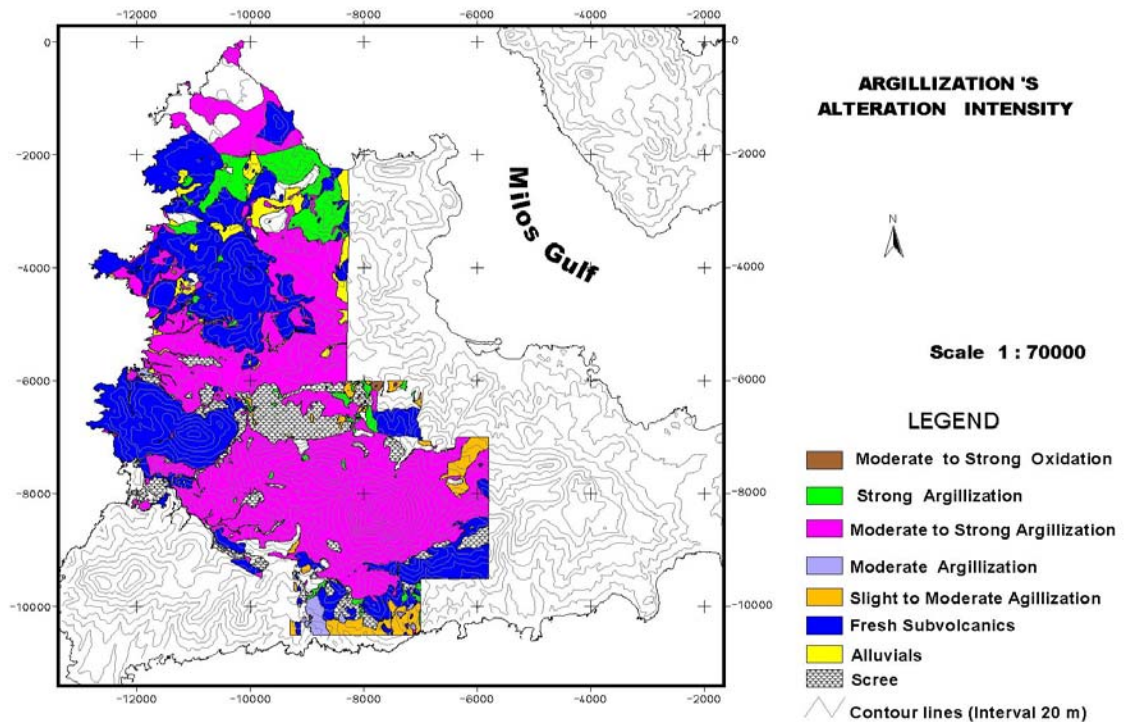 −12000 −10000 −8000 −6000 −4000 −2000
0 0
−2000 −2000
−4000 −4000
−6000 −6000
−8000 −8000
−10000 −10000
−12000 −10000 −8000 −6000 −4000 −2000
Milos Gulf
ARGILLIZATION 'S
ALTERATION INTENSITY
N
Scale 1 : 70000
LEGEND
Moderate to Strong Oxidation
Strong Argillization
Moderate to Strong Argillization
Moderate Argillization
Slight to Moderate Agillization
Fresh Subvolcanics
Alluvials
Scree
Contour lines (Interval 20 m)